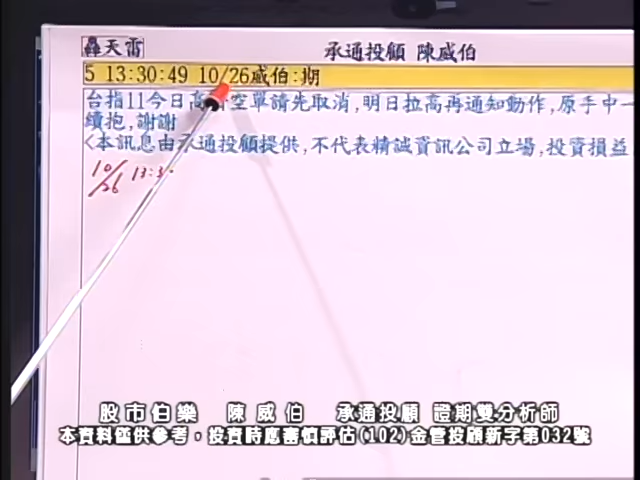 轟天雷
承通投顧 陳威伯
5 13:30:49 10/26威伯:期
台指11今日高 空單請先取消,明日拉高再通知動作,原手中一
續抱,謝謝
<本訊息由承通投顧提供,不代表精誠資訊公司立場,投資損益
10/26 13:3
股市伯樂 陳威伯 承通投顧 證期雙分析師
本資料僅供參考,投資時應審慎評估(102)金管投顧新字第032號